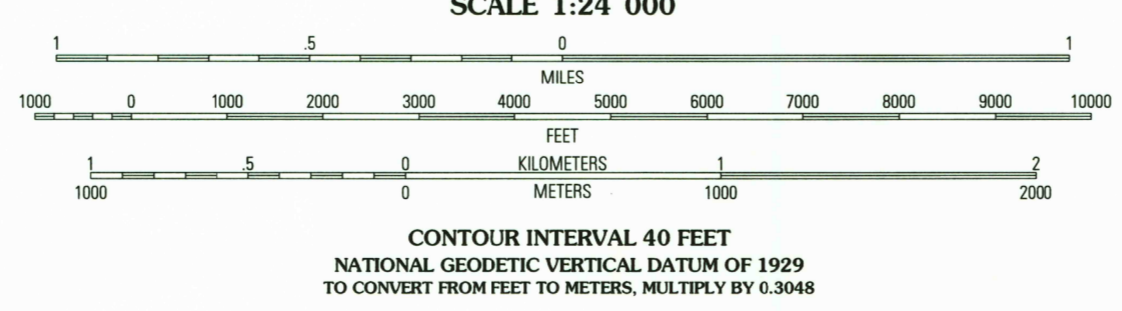 SCALE 1:24 000
1 .5 0 1
MILES
1000 0 1000 2000 3000 4000 5000 6000 7000 8000 9000 10000
FEET
1 .5 0 KILOMETERS 1 2
1000 0 METERS 1000 2000
CONTOUR INTERVAL 40 FEET
NATIONAL GEODETIC VERTICAL DATUM OF 1929
TO CONVERT FROM FEET TO METERS, MULTIPLY BY 0.3048